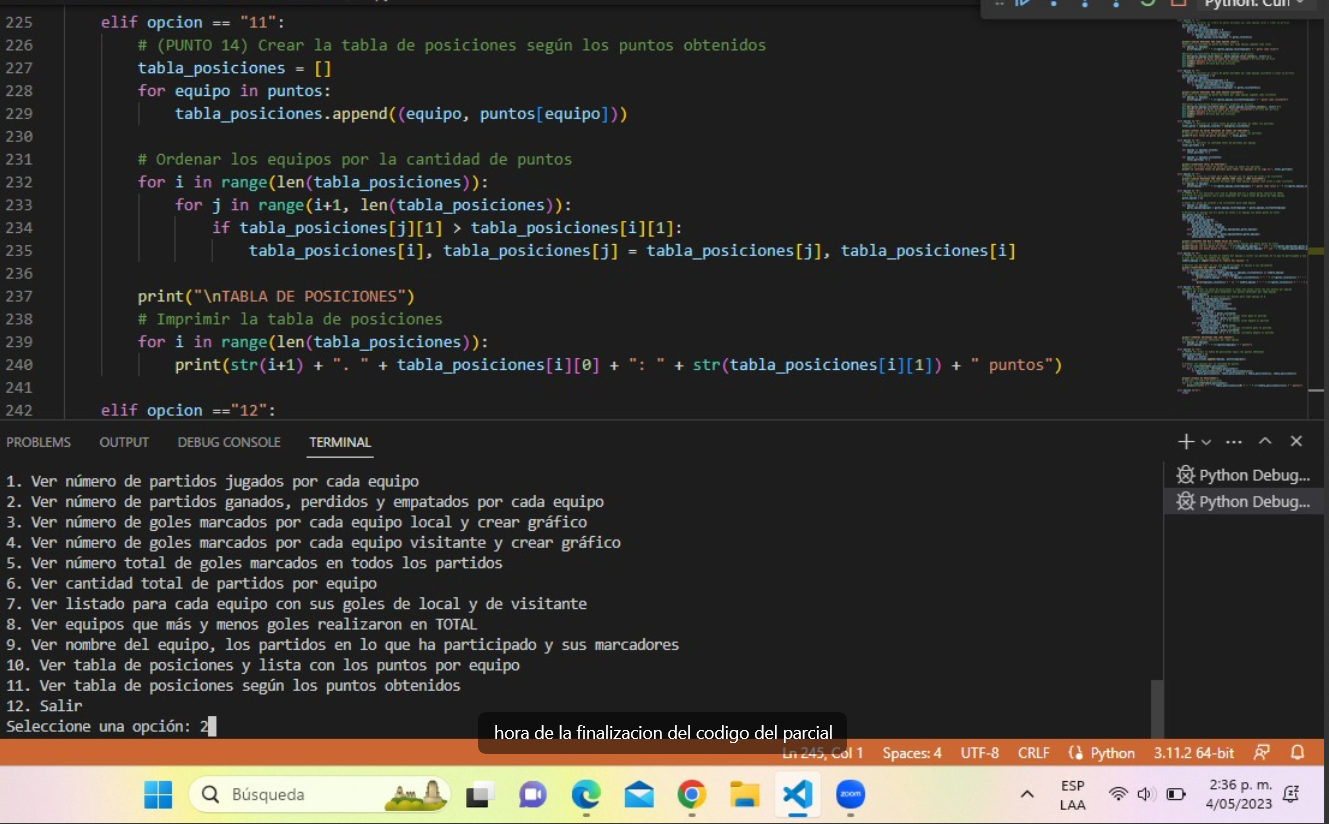 Python: Curr
225 elif opcion == "11":
226 # (PUNTO 14) Crear la tabla de posiciones según los puntos obtenidos
227 tabla_posiciones = []
228 for equipo in puntos:
229 tabla_posiciones.append((equipo, puntos[equipo]))
230
231 # Ordenar los equipos por la cantidad de puntos
232 for i in range(len(tabla_posiciones)):
233 for j in range(i+1, len(tabla_posiciones)):
234 if tabla_posiciones[j][1] > tabla_posiciones[i][1]:
235 tabla_posiciones[i], tabla_posiciones[j] = tabla_posiciones[j], tabla_posiciones[i]
236
237 print("\nTABLA DE POSICIONES")
238 # Imprimir la tabla de posiciones
239 for i in range(len(tabla_posiciones)):
240 print(str(i+1) + ". " + tabla_posiciones[i][0] + ": " + str(tabla_posiciones[i][1]) + " puntos")
241
242 elif opcion =="12":
PROBLEMS OUTPUT DEBUG CONSOLE TERMINAL
Python Debug...
Python Debug...
1. Ver número de partidos jugados por cada equipo
2. Ver número de partidos ganados, perdidos y empatados por cada equipo
3. Ver número de goles marcados por cada equipo local y crear gráfico
4. Ver número de goles marcados por cada equipo visitante y crear gráfico
5. Ver número total de goles marcados en todos los partidos
6. Ver cantidad total de partidos por equipo
7. Ver listado para cada equipo con sus goles de local y de visitante
8. Ver equipos que más y menos goles realizaron en TOTAL
9. Ver nombre del equipo, los partidos en lo que ha participado y sus marcadores
10. Ver tabla de posiciones y lista con los puntos por equipo
11. Ver tabla de posiciones según los puntos obtenidos
12. Salir
Seleccione una opción: 2
hora de la finalizacion del codigo del parcial
Ln 245, Col 1 Spaces: 4 UTF-8 CRLF Python 3.11.2 64-bit
Búsqueda
zoom
ESP
LAA
2:36 p. m.
4/05/2023